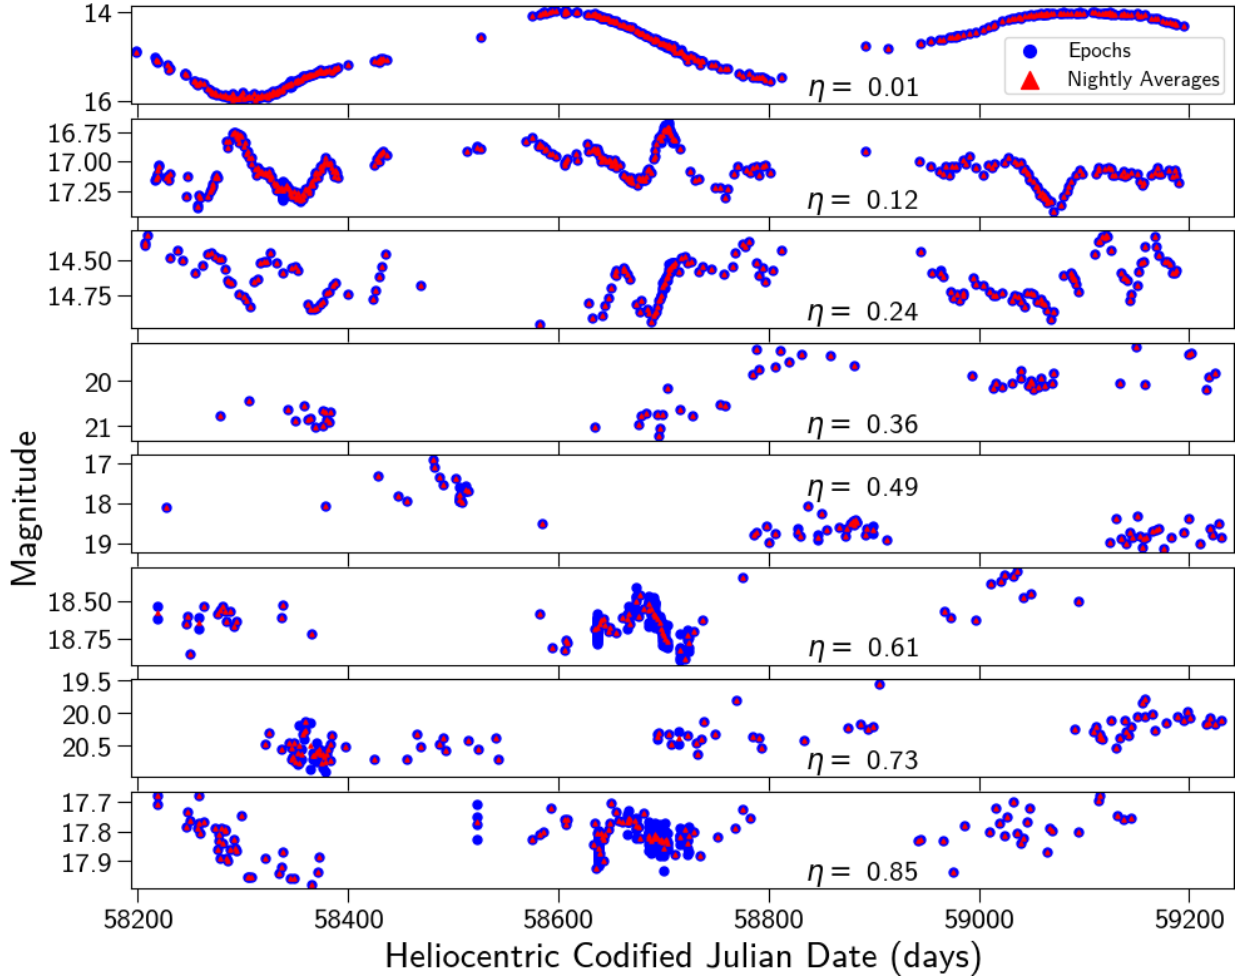 14
16
η = 0.01
Epochs
Nightly Averages
16.75
17.00
17.25
η = 0.12
14.50
14.75
η = 0.24
20
21
η = 0.36
17
18
19
η = 0.49
18.50
18.75
η = 0.61
19.5
20.0
20.5
η = 0.73
17.7
17.8
17.9
η = 0.85
Magnitude
58200 58400 58600 58800 59000 59200
Heliocentric Codified Julian Date (days)